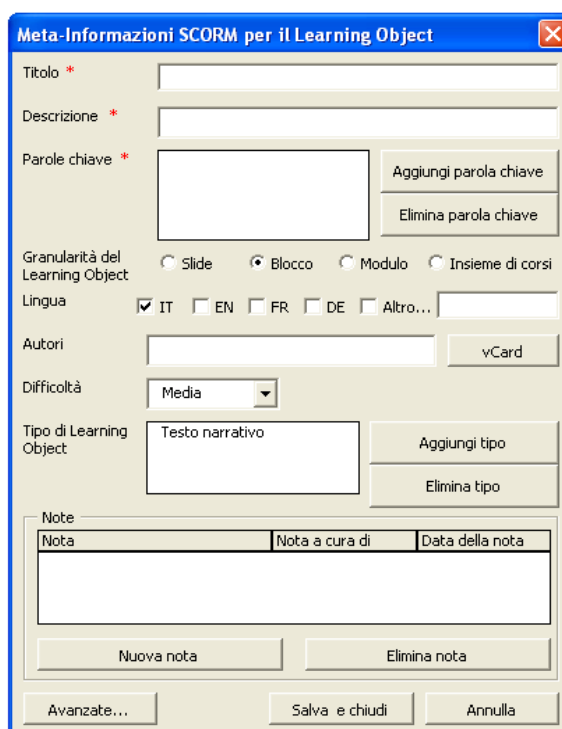 Meta-Informazioni SCORM per il Learning Object
Titolo *
Descrizione *
Parole chiave *
Aggiungi parola chiave
Elimina parola chiave
Granularità del
Learning Object
Slide Blocco Modulo Insieme di corsi
Lingua
IT EN FR DE Altro...
Autori
vCard
Difficoltà
Media
Tipo di Learning
Object
Testo narrativo
Aggiungi tipo
Elimina tipo
Note
Nota Nota a cura di Data della nota
Nuova nota Elimina nota
Avanzate... Salva e chiudi Annulla